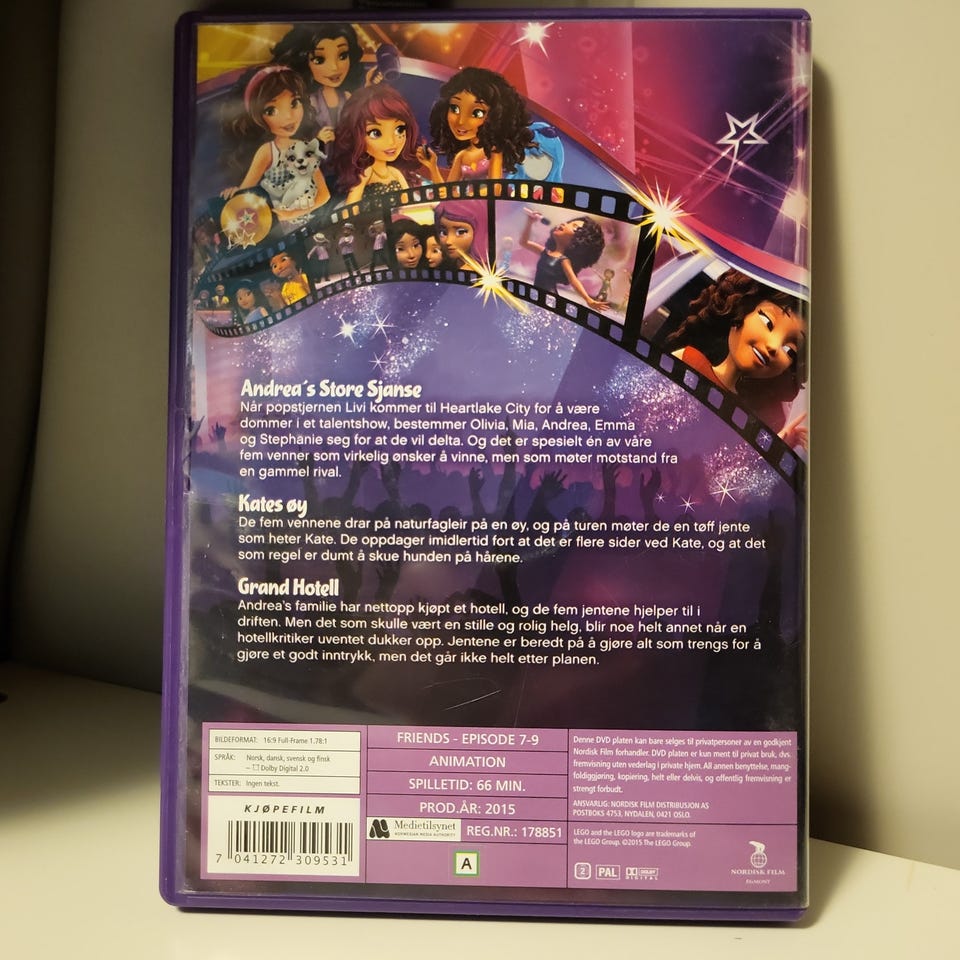 Andrea´s Store Sjanse
Når popstjernen Livi kommer til Heartlake City for å være
dommer i et talentshow, bestemmer Olivia, Mia, Andrea, Emma
og Stephanie seg for at de vil delta. Og det er spesielt én av våre
fem venner som virkelig ønsker å vinne, men som møter motstand fra
en gammel rival.
Kates øy
De fem vennene drar på naturfagleir på en øy, og på turen møter de en tøff jente
som heter Kate. De oppdager imidlertid fort at det er flere sider ved Kate, og at det
som regel er dumt å skue hunden på hårene.
Grand Hotell
Andrea's familie har nettopp kjøpt et hotell, og de fem jentene hjelper til i
driften. Men det som skulle vært en stille og rolig helg, blir noe helt annet når en
hotellkritiker uventet dukker opp. Jentene er beredt på å gjøre alt som trengs for å
gjøre et godt inntrykk, men det går ikke helt etter planen.
BILDEFORMAT: 16:9 Full-Frame 1.78:1
SPRÅK: Norsk, dansk, svensk og finsk
– Dolby Digital 2.0
TEKSTER: Ingen tekst.
KJØPEFILM
7 041272 309531
FRIENDS - EPISODE 7-9
ANIMATION
SPILLETID: 66 MIN.
PROD.ÅR: 2015
Medietilsynet
NORWEGIAN MEDIA AUTHORITY
REG.NR.: 178851
A
Denne DVD platen kan bare selges til privatpersoner av en godkjent
Nordisk Film forhandler. DVD platen er kun ment til privat bruk, dvs.
fremvisning uten vederlag i private hjem. All annen benyttelse, mang-
foldiggjøring, kopiering, helt eller delvis, og offentlig fremvisning er
strengt forbudt.
ANSVARLIG: NORDISK FILM DISTRIBUSJON AS
POSTBOKS 4753, NYDALEN, 0421 OSLO.
LEGO and the LEGO logo are trademarks of
the LEGO Group. ©2015 The LEGO Group.
2 PAL DOLBY DIGITAL
NORDISK FILM
EGMONT